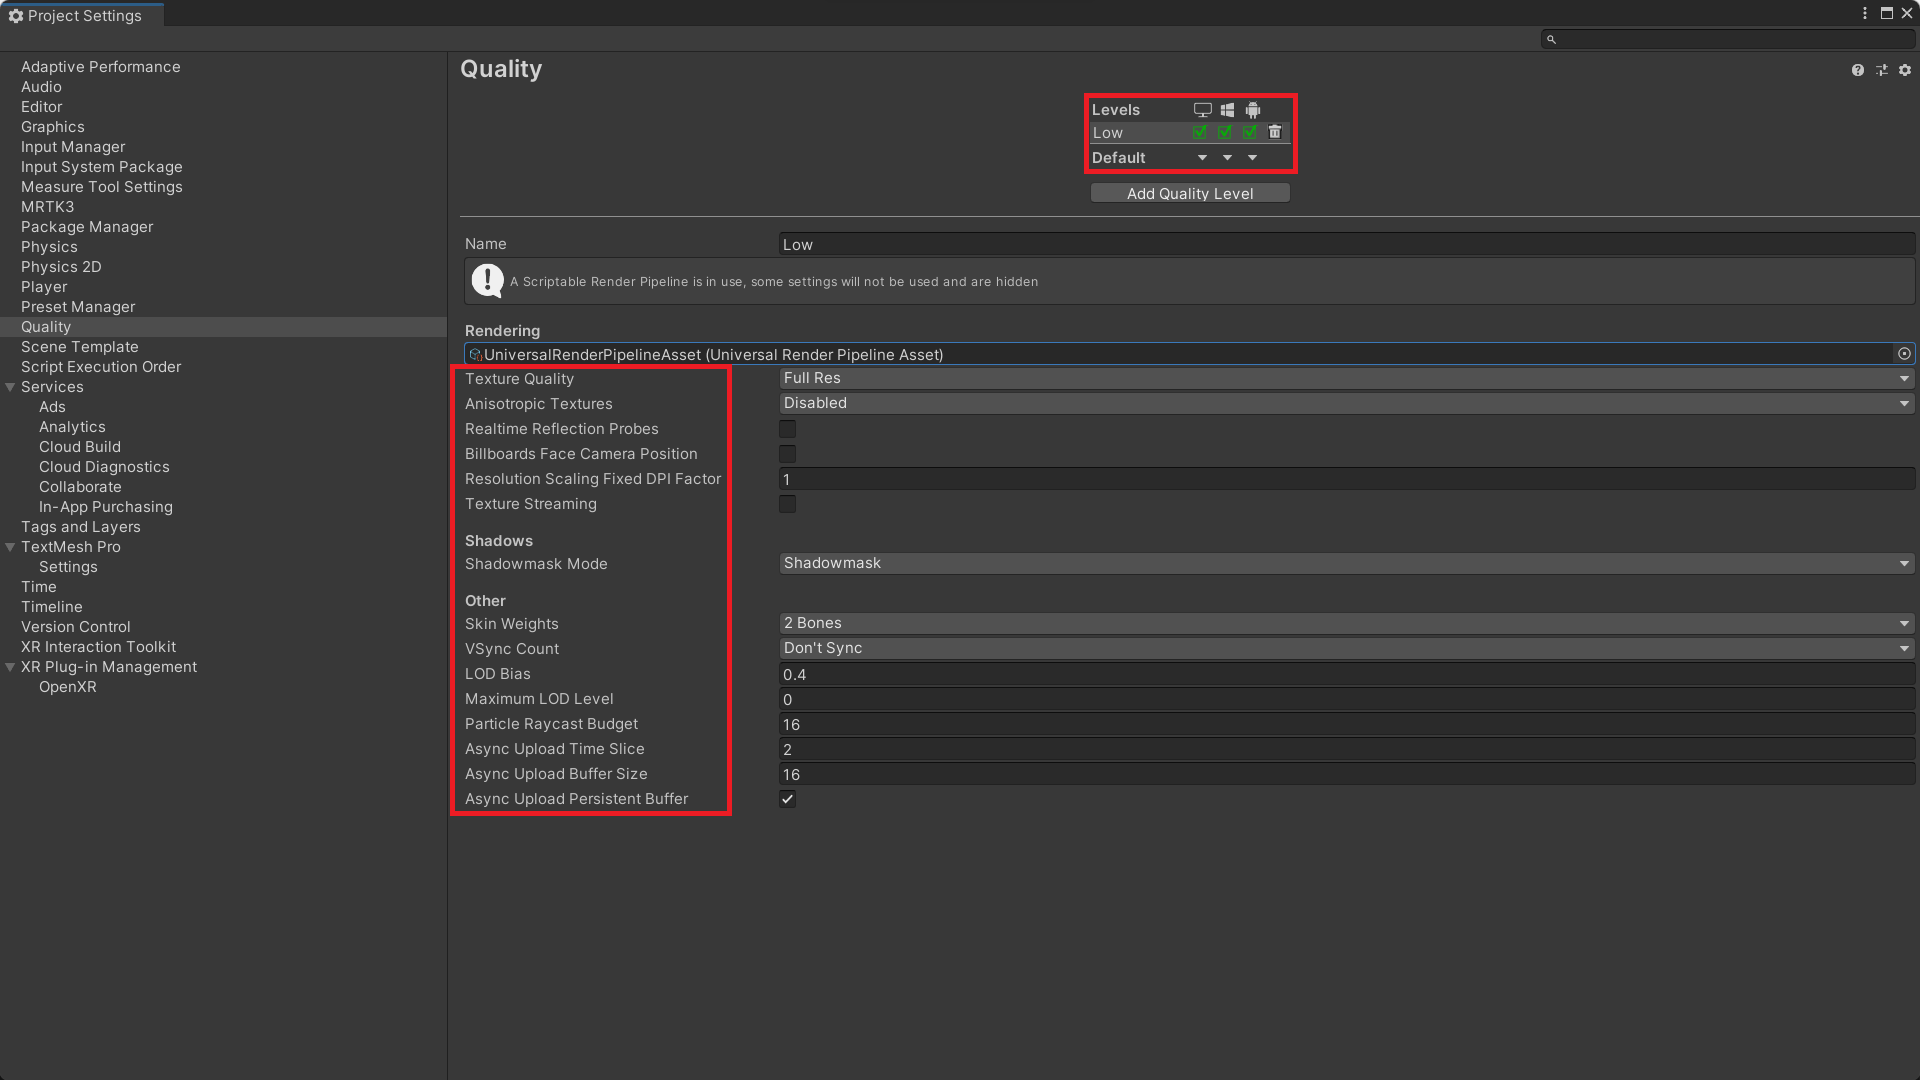 Project Settings
Adaptive Performance
Audio
Editor
Graphics
Input Manager
Input System Package
Measure Tool Settings
MRTK3
Package Manager
Physics
Physics 2D
Player
Preset Manager
Quality
Scene Template
Script Execution Order
Services
Ads
Analytics
Cloud Build
Cloud Diagnostics
Collaborate
In-App Purchasing
Tags and Layers
TextMesh Pro
Settings
Time
Timeline
Version Control
XR Interaction Toolkit
XR Plug-in Management
OpenXR
Quality
Levels
Low
Default
Add Quality Level
Name Low
A Scriptable Render Pipeline is in use, some settings will not be used and are hidden
Rendering
UniversalRenderPipelineAsset (Universal Render Pipeline Asset)
Texture Quality Full Res
Anisotropic Textures Disabled
Realtime Reflection Probes
Billboards Face Camera Position
Resolution Scaling Fixed DPI Factor 1
Texture Streaming
Shadows
Shadowmask Mode Shadowmask
Other
Skin Weights 2 Bones
VSync Count Don't Sync
LOD Bias 0.4
Maximum LOD Level 0
Particle Raycast Budget 16
Async Upload Time Slice 2
Async Upload Buffer Size 16
Async Upload Persistent Buffer